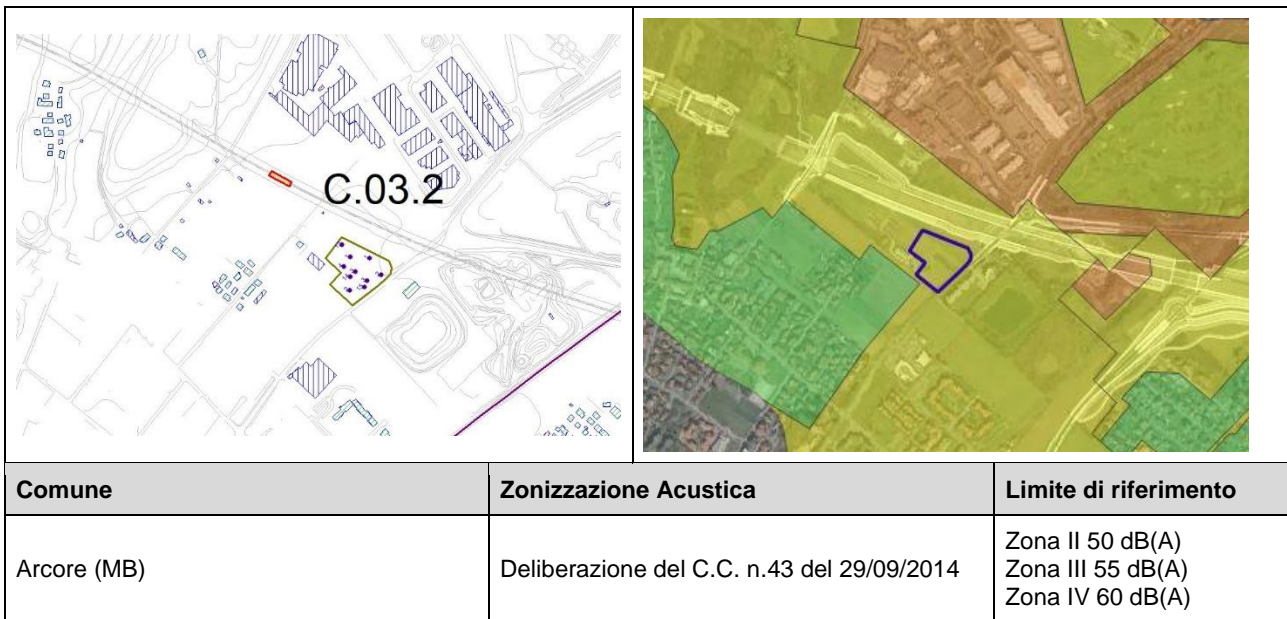 C.03.2
Comune
Zonizzazione Acustica
Limite di riferimento
Arcore (MB)
Deliberazione del C.C. n.43 del 29/09/2014
Zona II 50 dB(A)
Zona III 55 dB(A)
Zona IV 60 dB(A)